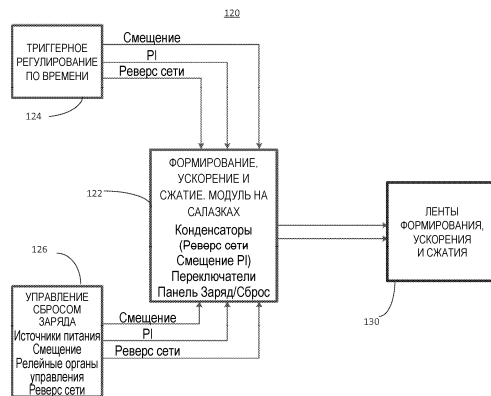 120
ТРИГГЕРНОЕ
РЕГУЛИРОВАНИЕ
ПО ВРЕМЕНИ
124
Смещение
PI
Реверс сети
122
ФОРМИРОВАНИЕ,
УСКОРЕНИЕ И
СЖАТИЕ. МОДУЛЬ НА
САЛАЗКАХ
Конденсаторы
(Реверс сети
Смещение PI)
Переключатели
Панель Заряд/Сброс
ЛЕНТЫ
ФОРМИРОВАНИЯ,
УСКОРЕНИЯ
И СЖАТИЯ
130
126
УПРАВЛЕНИЕ
СБРОСОМ
ЗАРЯДА
Источники питания
Смещение
Релейные органы
управления
Реверс сети
Смещение
PI
Реверс сети